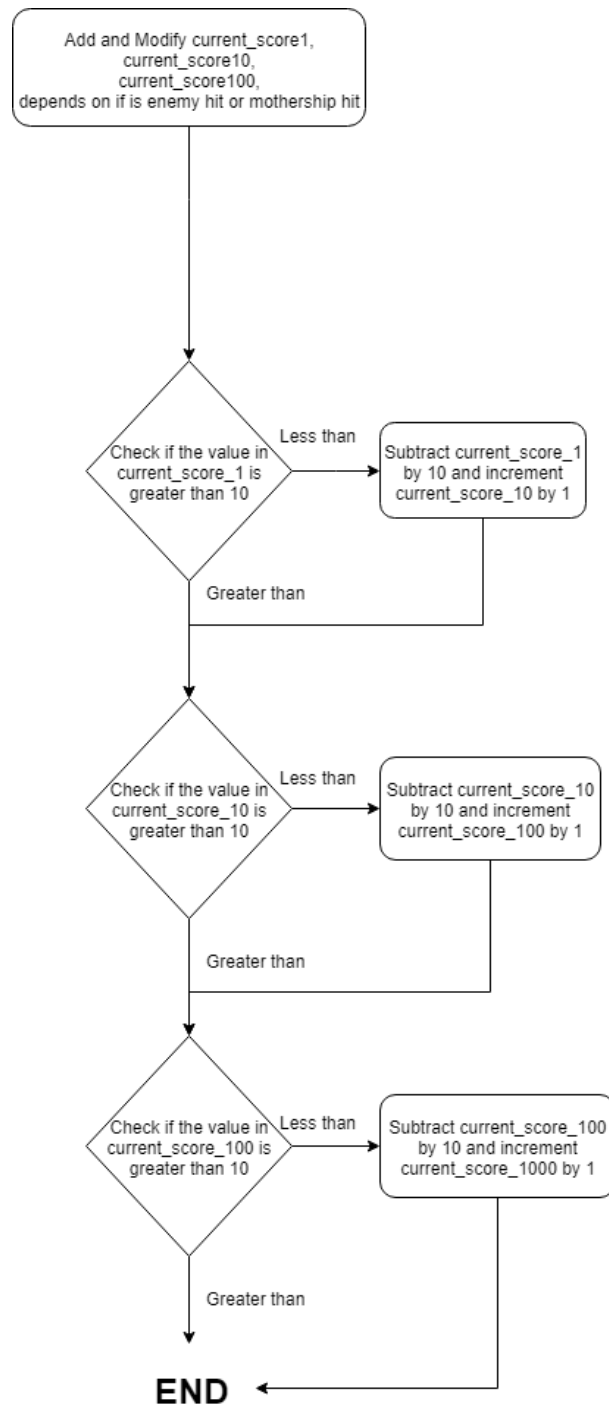 Add and Modify current_score1,
current_score10,
current_score100,
depends on if is enemy hit or mothership hit
Check if the value in
current_score_1 is
greater than 10
Less than
Subtract current_score_1
by 10 and increment
current_score_10 by 1
Greater than
Check if the value in
current_score_10 is
greater than 10
Less than
Subtract current_score_10
by 10 and increment
current_score_100 by 1
Greater than
Check if the value in
current_score_100 is
greater than 10
Less than
Subtract current_score_100
by 10 and increment
current_score_1000 by 1
Greater than
END